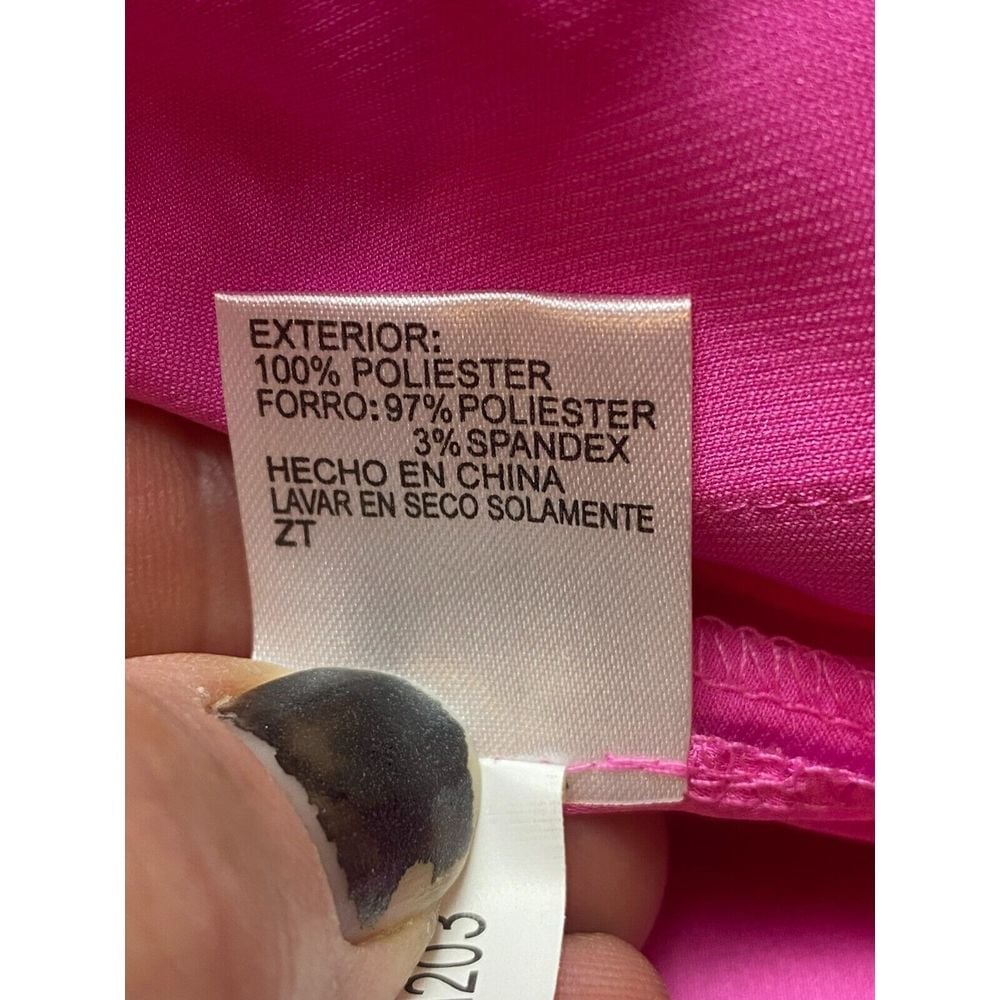 EXTERIOR:
100% POLIESTER
FORRO: 97% POLIESTER
3% SPANDEX
HECHO EN CHINA
LAVAR EN SECO SOLAMENTE
ZT